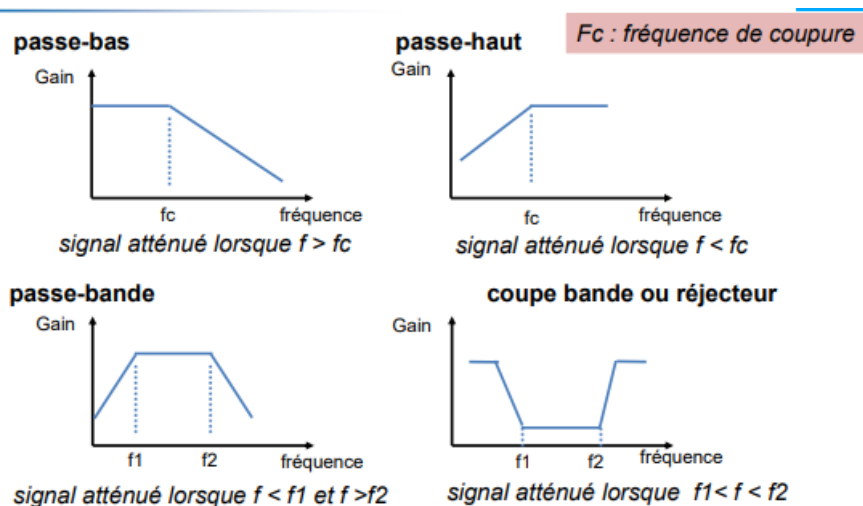 Fc : fréquence de coupure
passe-bas
Gain
fc
fréquence
signal atténué lorsque f > fc
passe-haut
Gain
fc
fréquence
signal atténué lorsque f < fc
passe-bande
Gain
f1
f2
fréquence
signal atténué lorsque f < f1 et f >f2
coupe bande ou réjecteur
Gain
f1
f2
fréquence
signal atténué lorsque f1< f < f2